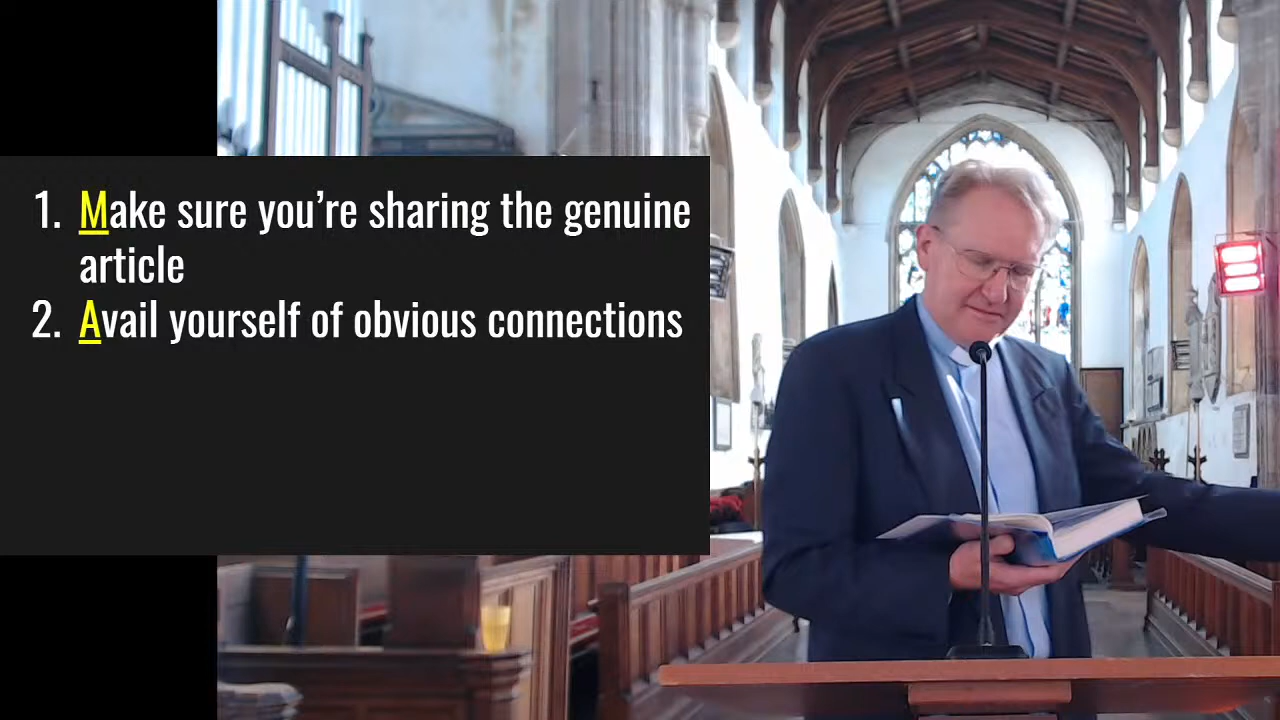 1. Make sure you’re sharing the genuine
article
2. Avail yourself of obvious connections